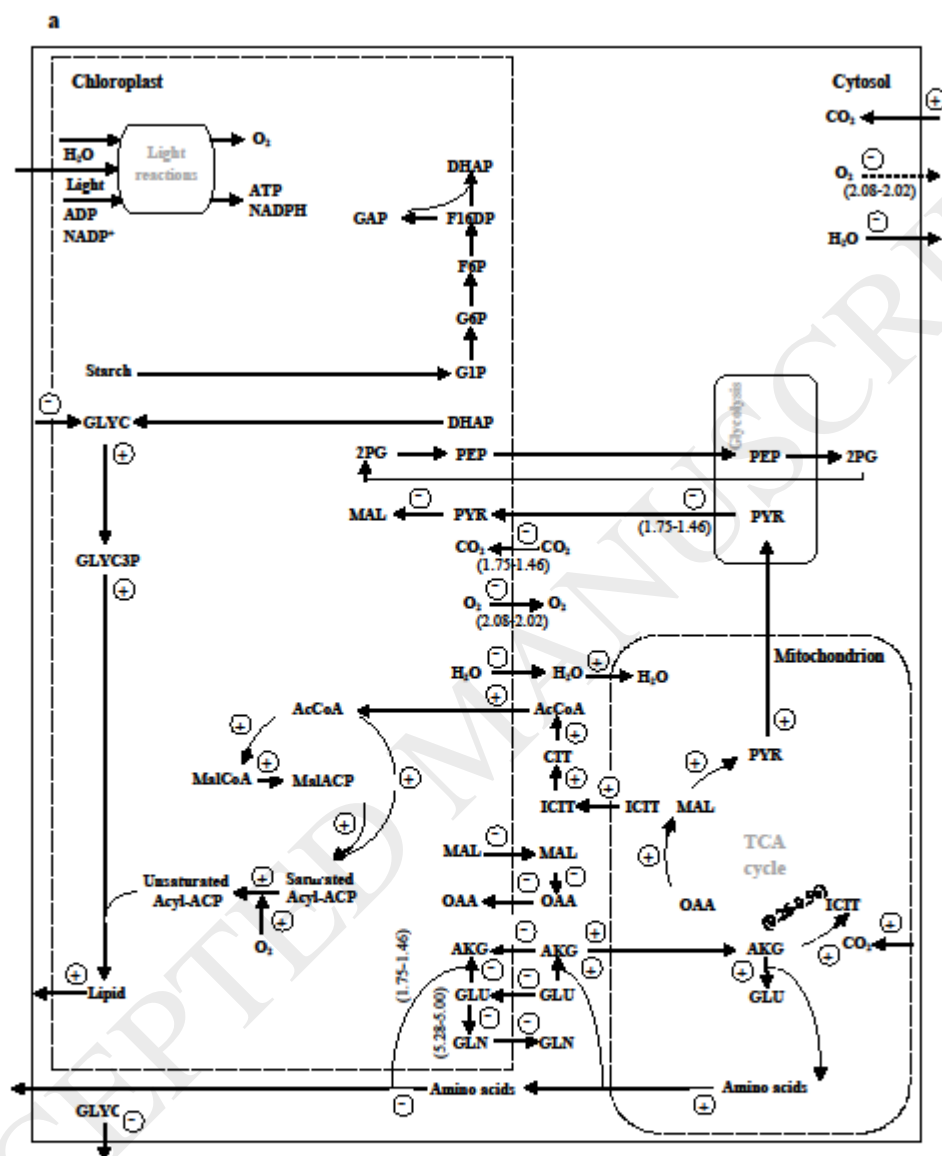 a
Chloroplast
Cytosol
CO₂
H₂O
Light
ADP
NADP⁺
Light
reactions
O₂
ATP
NADPH
DHAP
GAP
F16DP
F6P
G6P
G1P
Starch
O₂
(2.08-2.02)
H₂O
GLYC
DHAP
2PG
PEP
Glycolysis
PEP
2PG
MAL
PYR
(1.75-1.46)
PYR
CO₂
CO₂
(1.75-1.46)
GLYC3P
O₂
O₂
(2.08-2.02)
H₂O
H₂O
H₂O
Mitochondrion
AcCoA
AcCoA
CIT
PYR
MalCoA
MalACP
ICIT
ICIT
MAL
TCA
cycle
MAL
MAL
Unsaturated
Acyl-ACP
Acyl-ACP
O₂
OAA
OAA
OAA
ICIT
CO₂
(1.75-1.46)
AKG
AKG
AKG
Lipid
GLU
GLU
GLU
(5.28-5.00)
GLN
GLN
Amino acids
Amino acids
GLYC
ACCEPTED MANUSCRI